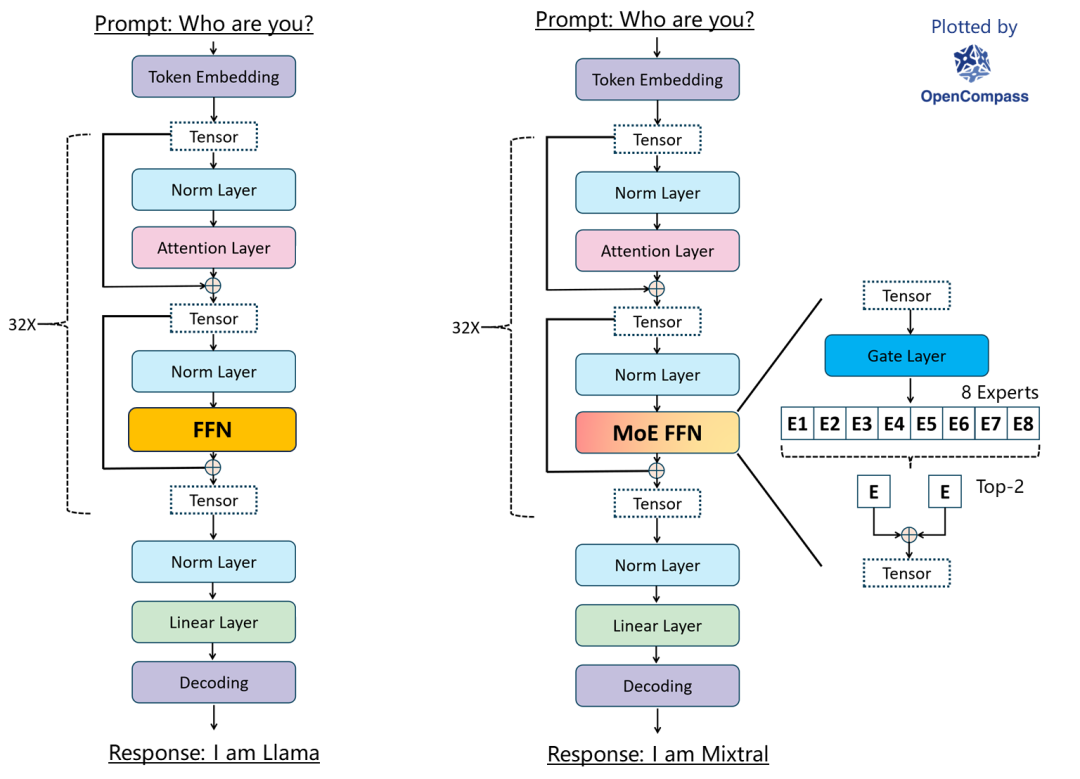 Prompt: Who are you?
Token Embedding
Tensor
Norm Layer
Attention Layer
Tensor
32X
Norm Layer
FFN
Tensor
Norm Layer
Linear Layer
Decoding
Response: I am Llama
Prompt: Who are you?
Token Embedding
Tensor
Norm Layer
Attention Layer
Tensor
32X
Norm Layer
MoE FFN
Tensor
Norm Layer
Linear Layer
Decoding
Response: I am Mixtral
Plotted by
OpenCompass
Tensor
Gate Layer
8 Experts
E1 E2 E3 E4 E5 E6 E7 E8
E E Top-2
Tensor